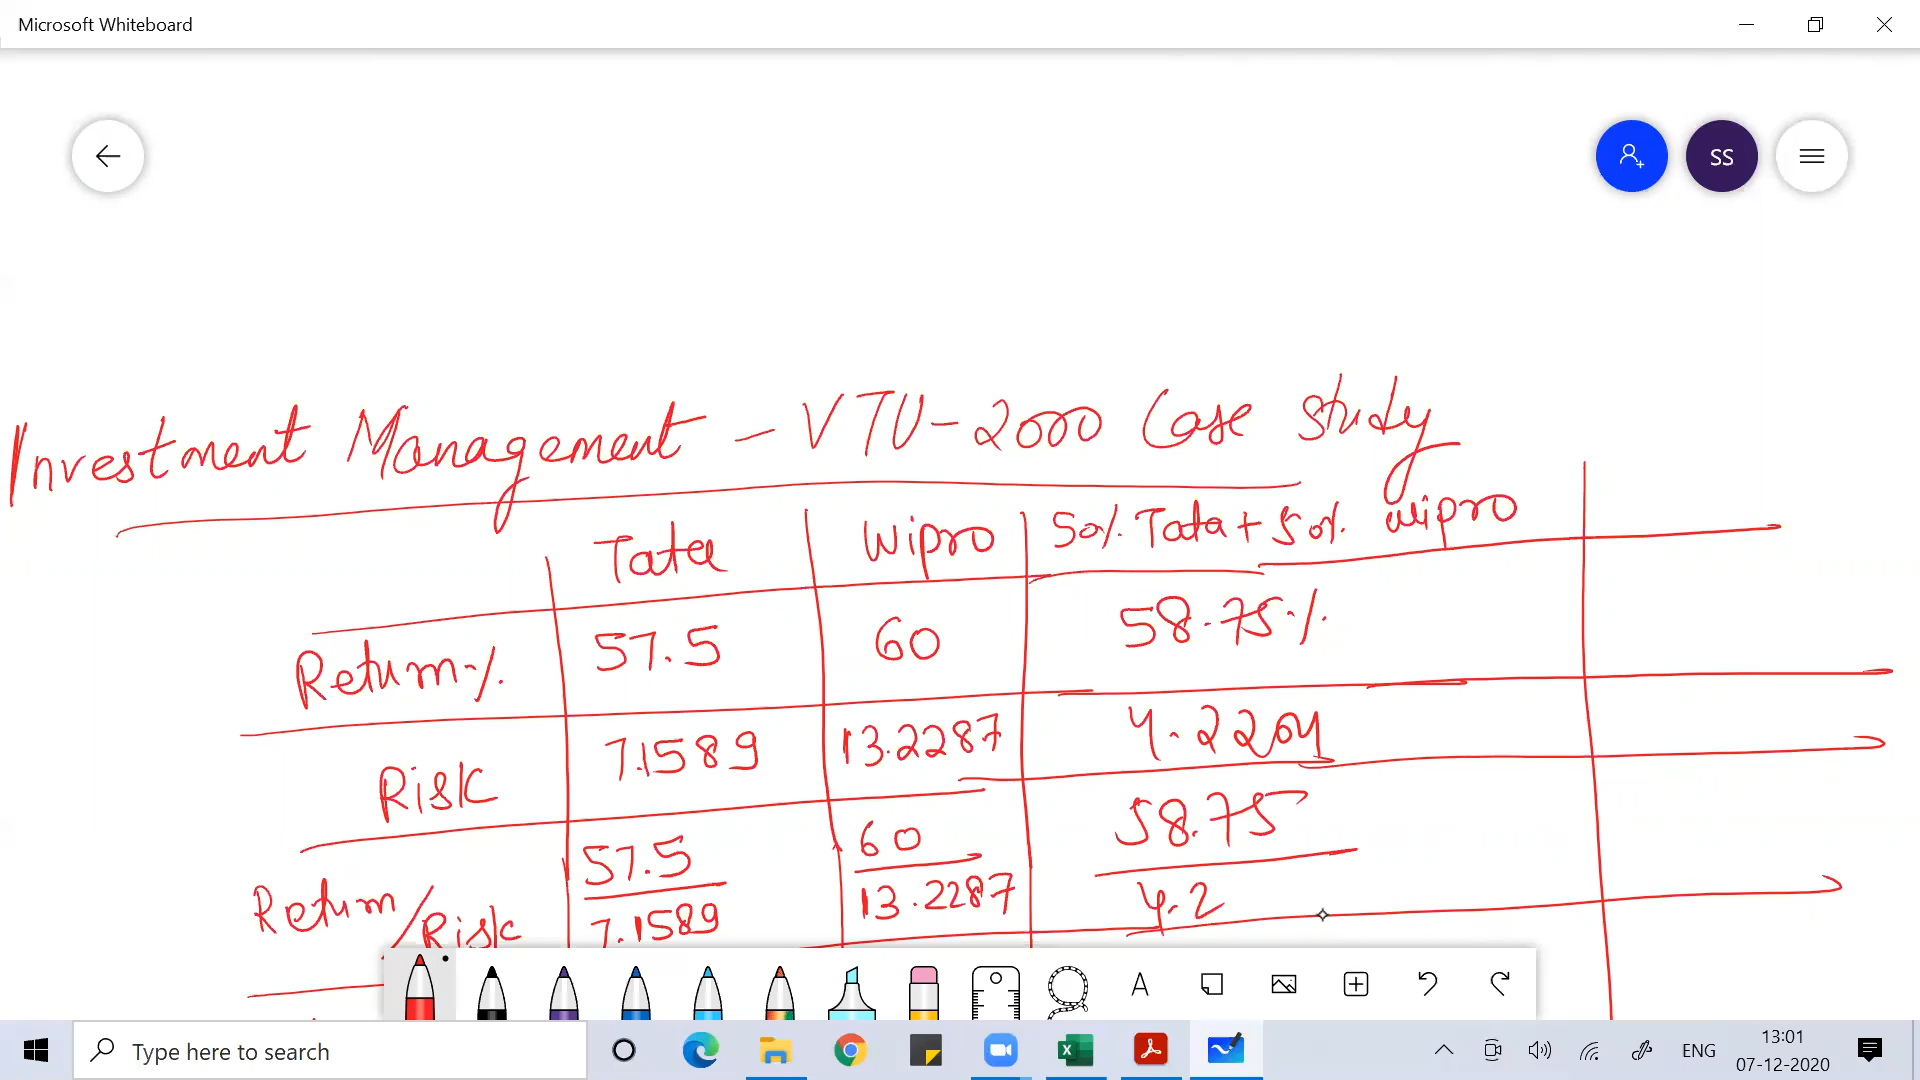 Microsoft Whiteboard
SS
Investment Management - VTU-2000 Case Study
Tata Wipro 50% Tata + 50% wipro
Return % 57.5 60 58.75%
Risk 7.1589 13.2287 4.2204
Return/Risk 57.5/7.1589 60/13.2287 58.75/4.2
A
Type here to search
ENG
13:01
07-12-2020